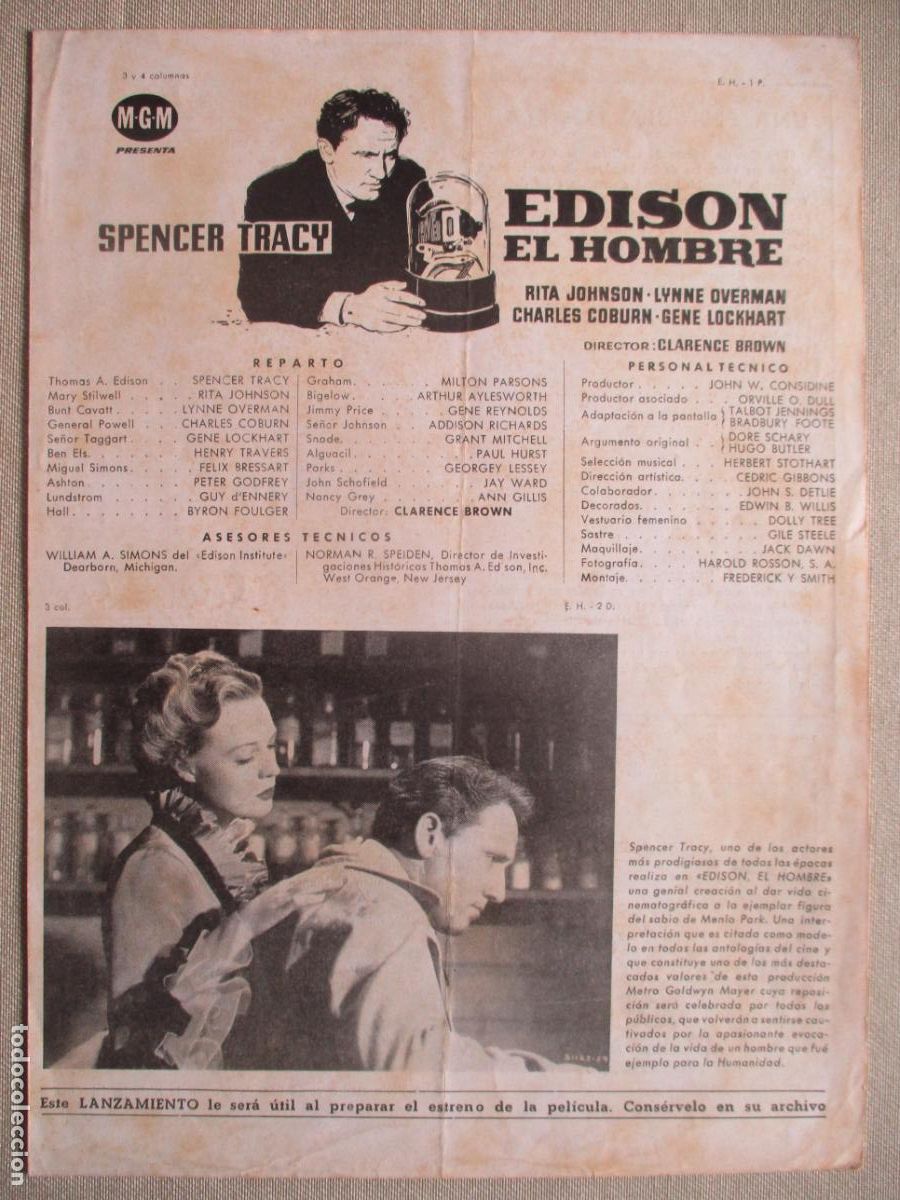 3 y 4 columnas
E. H. - 1 P.
M·G·M
PRESENTA
SPENCER TRACY
EDISON
EL HOMBRE
RITA JOHNSON · LYNNE OVERMAN
CHARLES COBURN · GENE LOCKHART
DIRECTOR: CLARENCE BROWN
REPARTO
Thomas A. Edison . . SPENCER TRACY
Mary Stilwell . . . RITA JOHNSON
Bunt Cavatt . . . LYNNE OVERMAN
General Powell . . . CHARLES COBURN
Señor Taggart . . . . GENE LOCKHART
Ben Els. . . . . . HENRY TRAVERS
Miguel Simons. . . . FELIX BRESSART
Ashton . . . . . PETER GODFREY
Lundstrom . . . . . GUY d'ENNERY
Hall . . . . . . BYRON FOULGER
Graham. . . . . MILTON PARSONS
Bigelow. . . . ARTHUR AYLESWORTH
Jimmy Price . . . . GENE REYNOLDS
Señor Johnson . . ADDISON RICHARDS
Snade. . . . . GRANT MITCHELL
Alguacil . . . . . PAUL HURST
Parks . . . . . GEORGEY LESSEY
John Schofield . . . . JAY WARD
Nancy Grey . . . . . ANN GILLIS
Director: CLARENCE BROWN
PERSONAL TECNICO
Productor . . . . . JOHN W. CONSIDINE
Productor asociado . . . ORVILLE O. DULL
Adaptación a la pantalla { TALBOT JENNINGS
BRADBURY FOOTE
Argumento original . . { DORE SCHARY
HUGO BUTLER
Selección musical . . . HERBERT STOTHART
Dirección artística. . . . CEDRIC GIBBONS
Colaborador. . . . . JOHN S. DETLIE
Decorados. . . . . . EDWIN B. WILLIS
Vestuario femenino . . . . DOLLY TREE
Sastre . . . . . . . GILE STEELE
Maquillaje. . . . . . . JACK DAWN
Fotografía. . . . . HAROLD ROSSON, S. A.
Montaje. . . . . . FREDERICK Y SMITH
ASESORES TECNICOS
WILLIAM A. SIMONS del «Edison Institute»
Dearborn, Michigan.
NORMAN R. SPEIDEN, Director de Investi-
gaciones Históricas Thomas A. Ed son, Inc.
West Orange, New Jersey
3 col.
E. H. - 2 D.
Spencer Tracy, uno de los actores
más prodigiosos de todas las épocas
realiza en «EDISON, EL HOMBRE»
una genial creación al dar vida ci-
nematográfica a la ejemplar figura
del sabio de Menlo Park. Una inter-
pretación que es citada como mode-
lo en todas las antologías del cine y
que constituye uno de los más desta-
cados valores de esta producción
Metro Goldwyn Mayer cuya reposi-
ción será celebrada por todos los
públicos, que volverán a sentirse cau-
tivados por la apasionante evoca-
ción de la vida de un hombre que fué
ejemplo para la Humanidad.
Este LANZAMIENTO le será útil al preparar el estreno de la película. Consérvelo en su archivo
todocoleccion